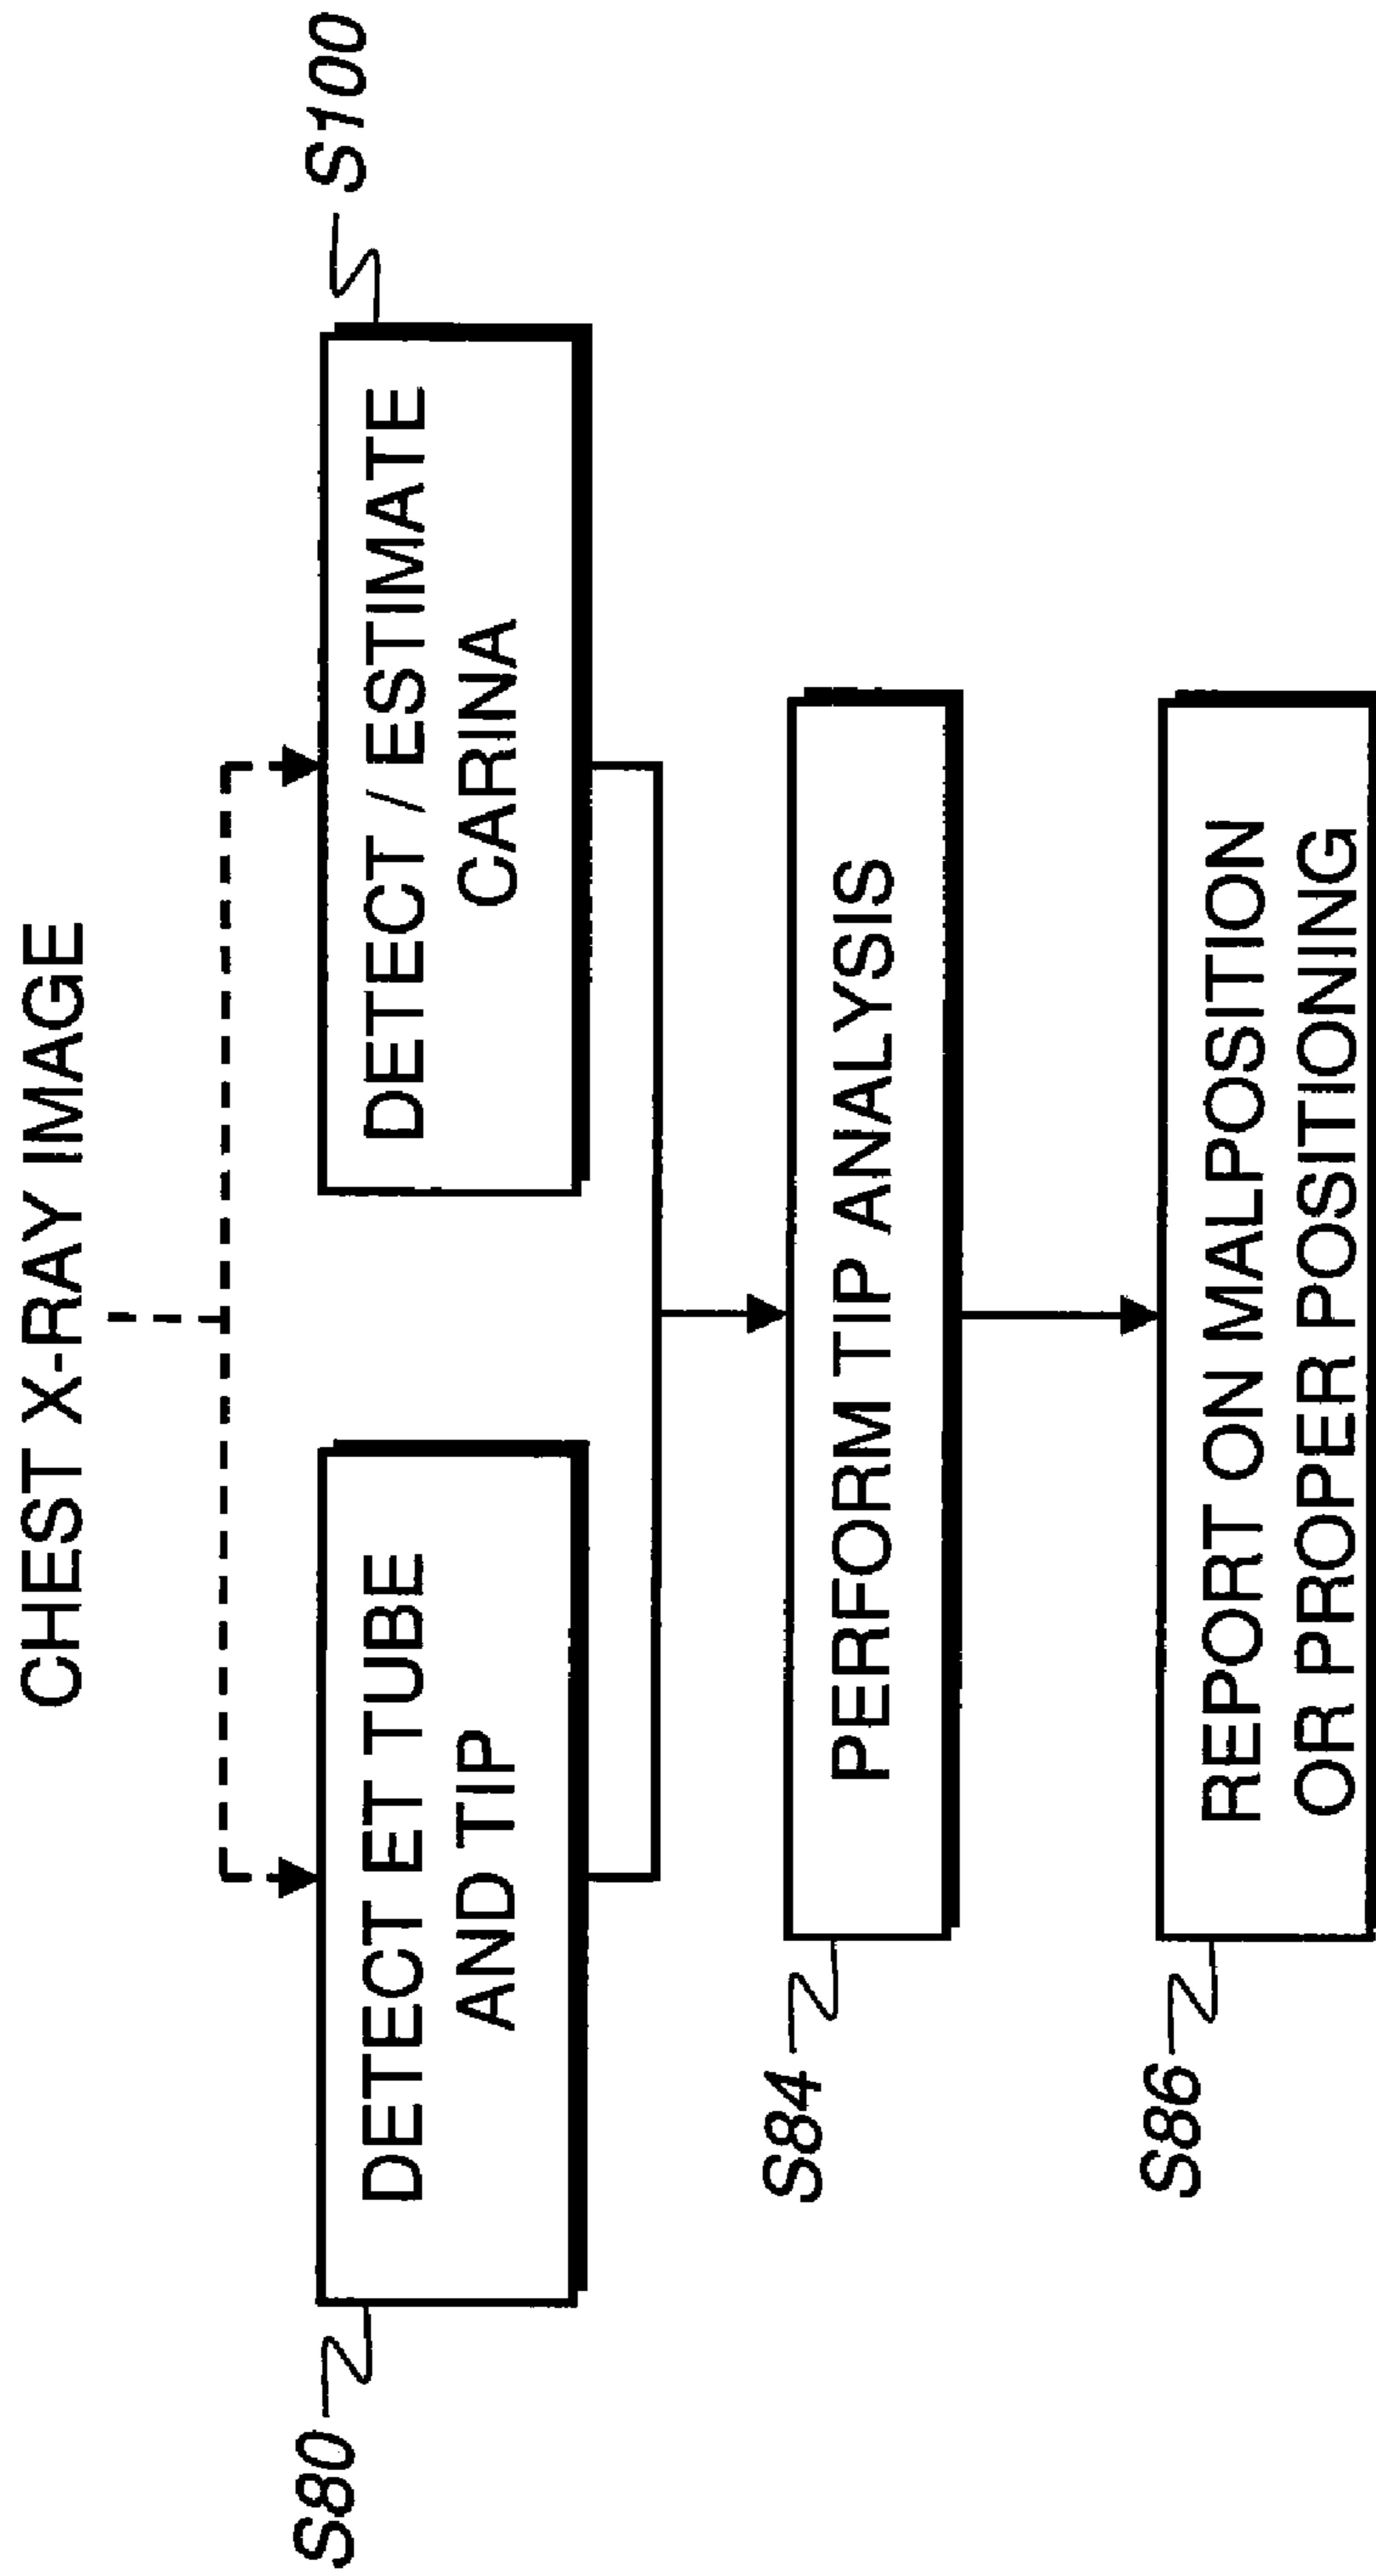 CHEST X-RAY IMAGE
S80
DETECT ET TUBE
AND TIP
DETECT / ESTIMATE
CARINA
S100
S84
PERFORM TIP ANALYSIS
S86
REPORT ON MALPOSITION
OR PROPER POSITIONING